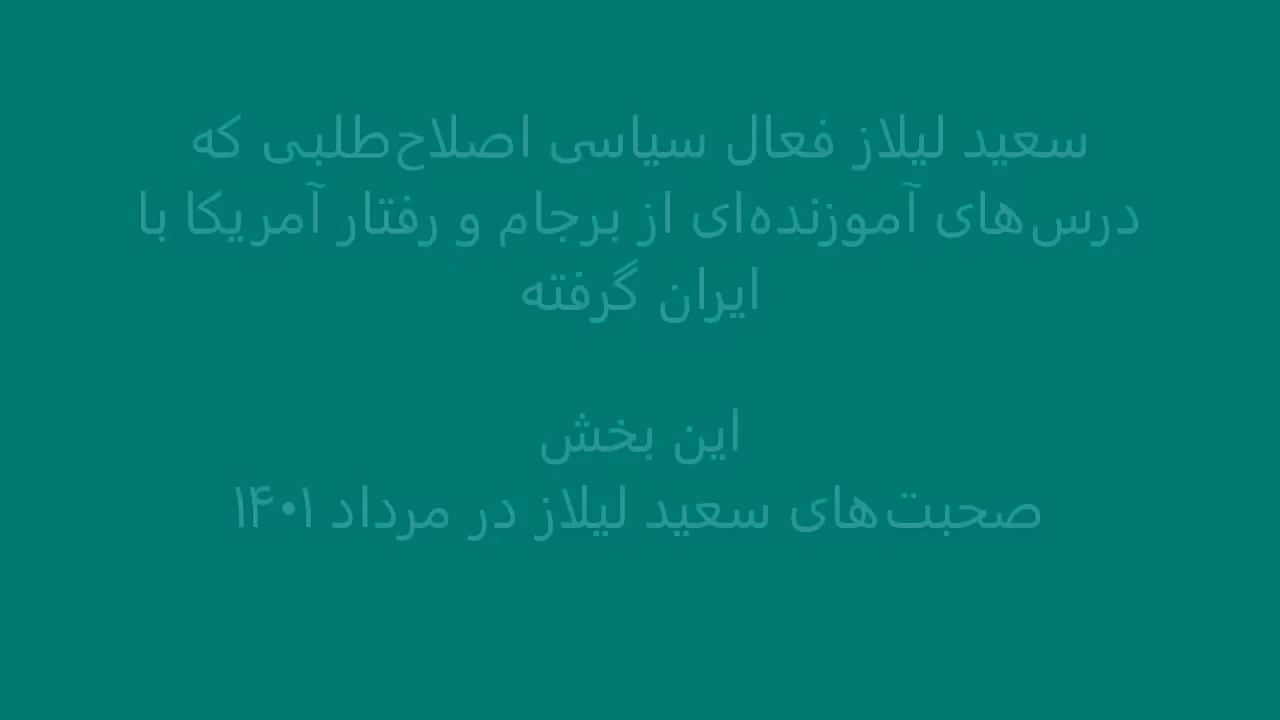 سعید لیلاز فعال سیاسی اصلاح‌طلبی که
درس‌های آموزنده‌ای از برجام و رفتار آمریکا با
ایران گرفته
این بخش
صحبت‌های سعید لیلاز در مرداد ۱۴۰۱